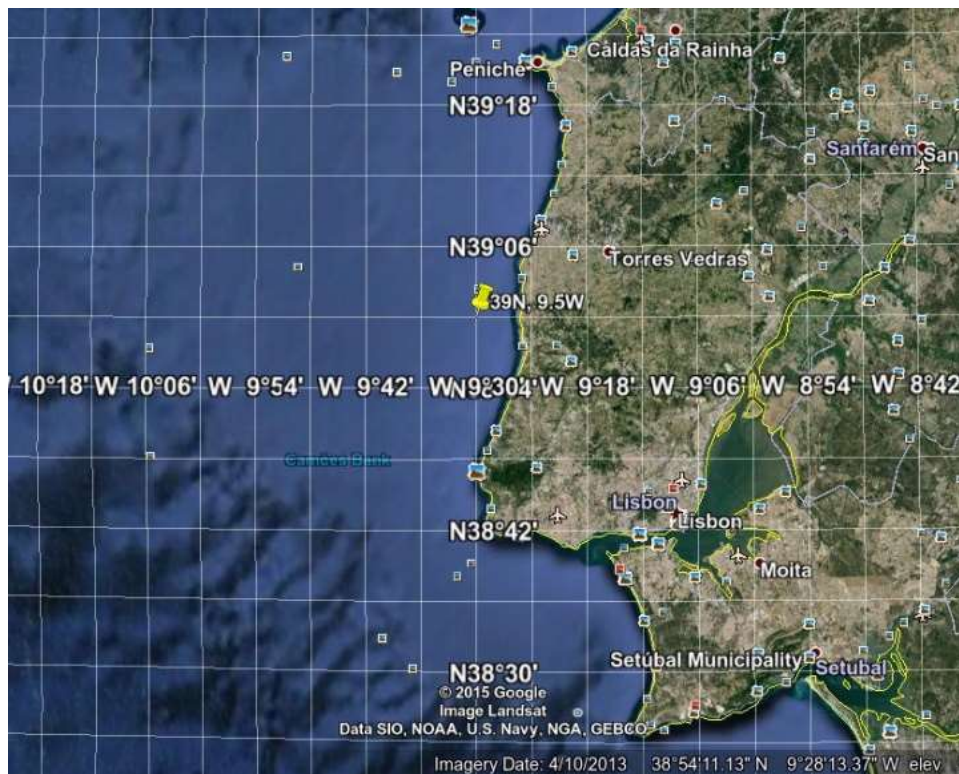 Caldas da Rainha
Peniche
N39°18'
Santarém
San
N39°06'
Torres Vedras
39N, 9.5W
W 10°18' W 10°06' W 9°54' W 9°42' W 9°30' W 9°18' W 9°06' W 8°54' W 8°42'
Camões Bank
Lisbon
Lisbon
N38°42'
Moita
Setúbal Municipality
Setubal
N38°30'
© 2015 Google
Image Landsat
Data SIO, NOAA, U.S. Navy, NGA, GEBCO
Imagery Date: 4/10/2013 38°54'11.13" N 9°28'13.37" W elev